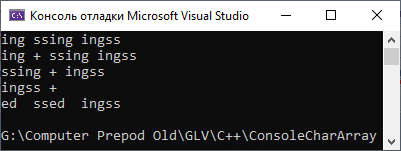 Консоль отладки Microsoft Visual Studio
ing ssing ingss
ing + ssing ingss
ssing + ingss
ingss +
ed  ssed  ingss
G:\Computer Prepod Old\GLV\C++\ConsoleCharArray